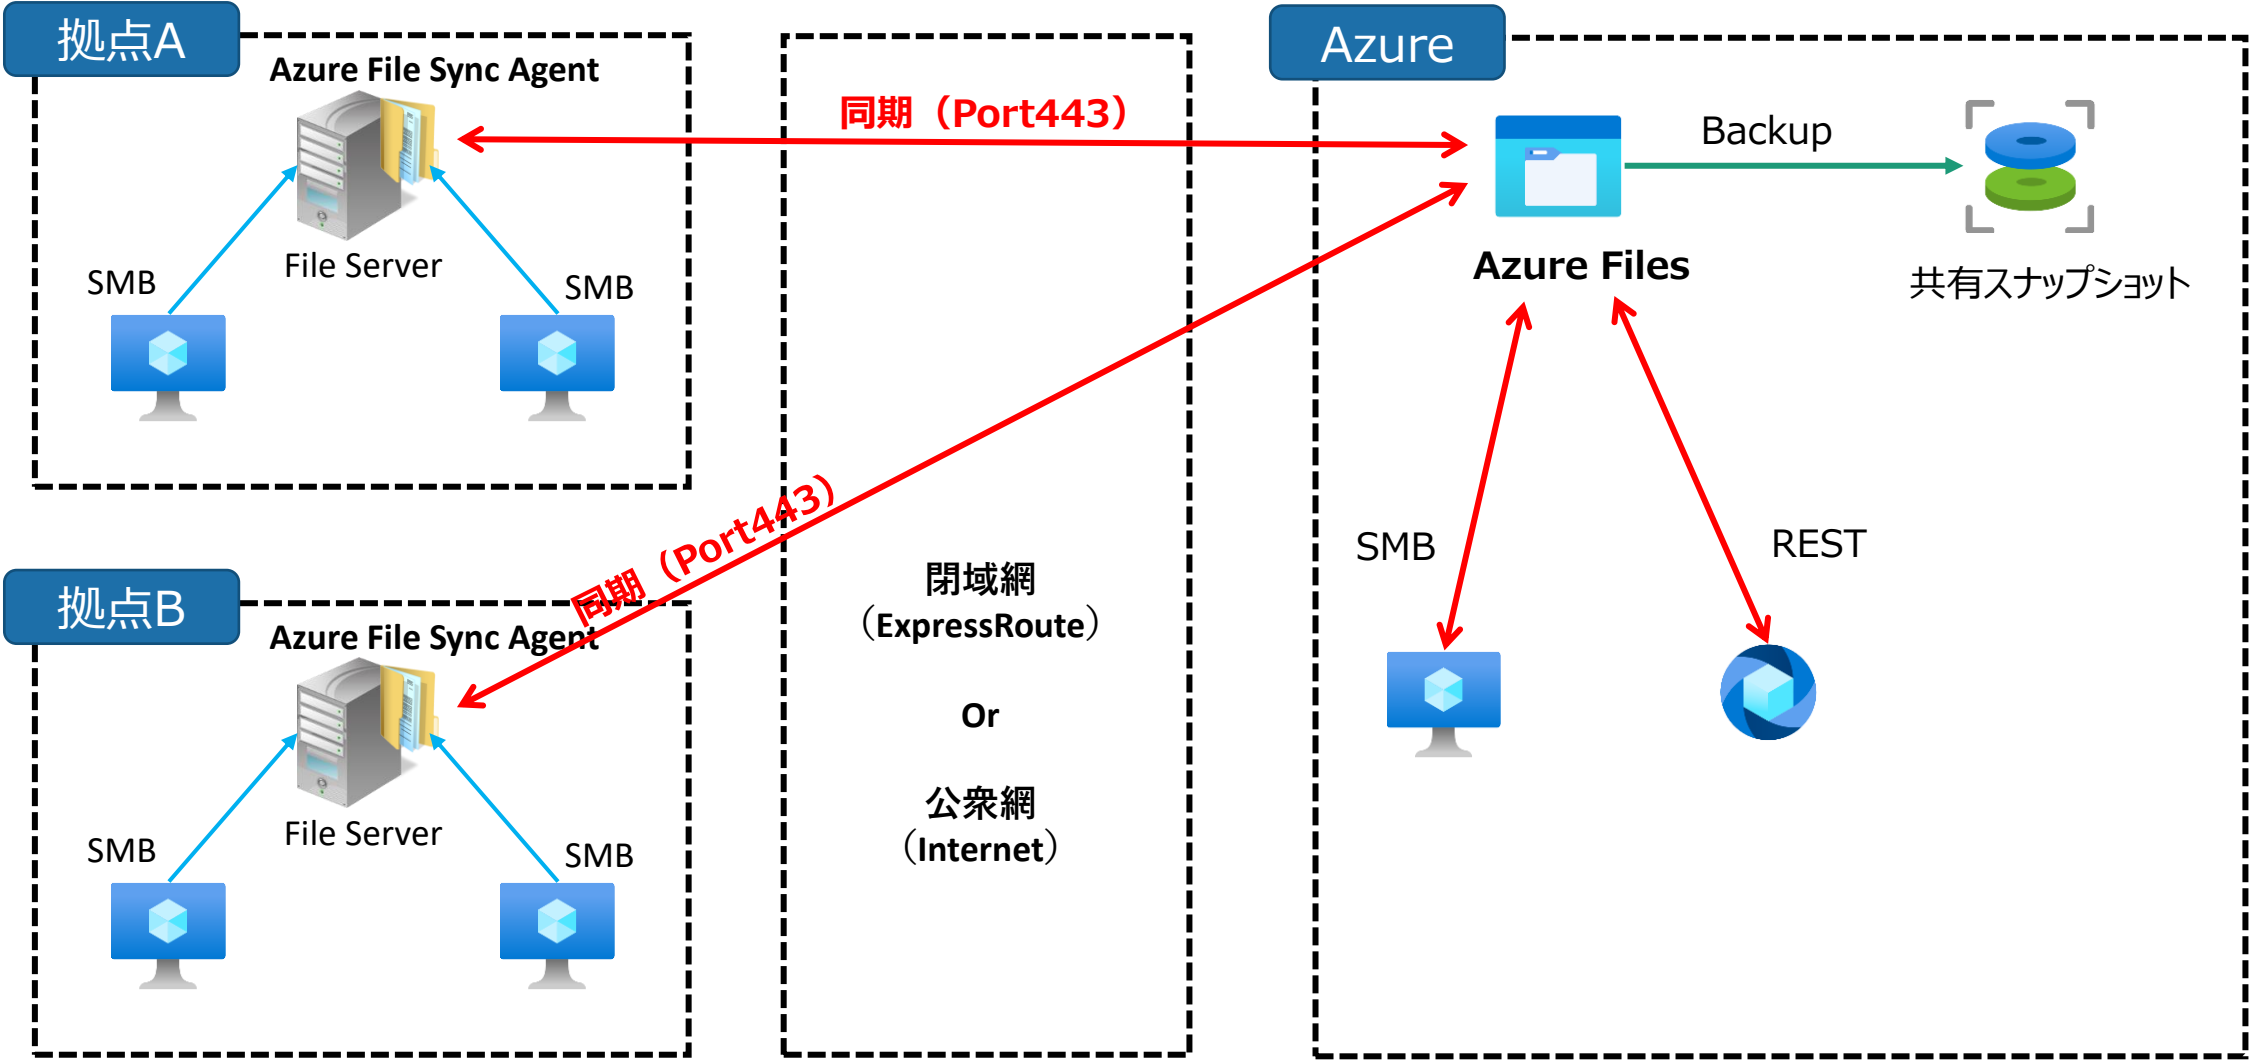 拠点A
Azure File Sync Agent
File Server
SMB
SMB
同期（Port443）
拠点B
Azure File Sync Agent
File Server
SMB
SMB
同期（Port443）
閉域網
（ExpressRoute）
Or
公衆網
（Internet）
Azure
Azure Files
Backup
共有スナップショット
SMB
REST